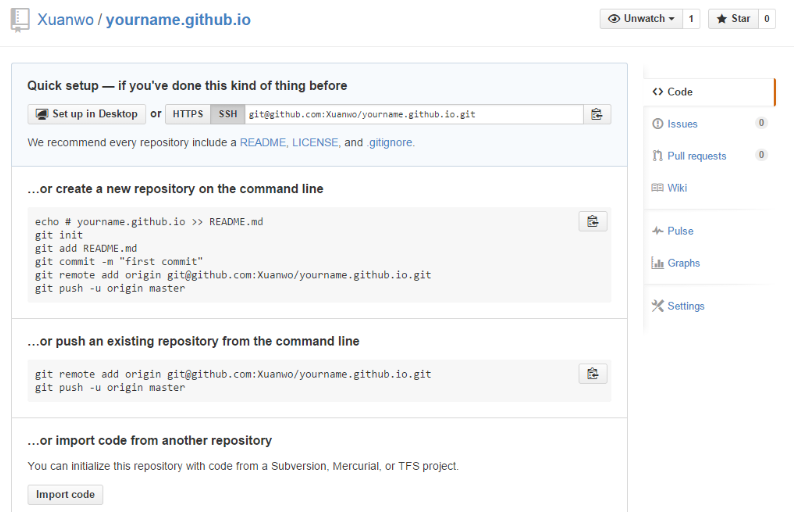 Xuanwo / yourname.github.io
Unwatch 1 Star 0
Quick setup — if you've done this kind of thing before
Set up in Desktop or HTTPS SSH git@github.com:Xuanwo/yourname.github.io.git
We recommend every repository include a README, LICENSE, and .gitignore.
…or create a new repository on the command line
echo # yourname.github.io >> README.md
git init
git add README.md
git commit -m "first commit"
git remote add origin git@github.com:Xuanwo/yourname.github.io.git
git push -u origin master
…or push an existing repository from the command line
git remote add origin git@github.com:Xuanwo/yourname.github.io.git
git push -u origin master
…or import code from another repository
You can initialize this repository with code from a Subversion, Mercurial, or TFS project.
Import code
Code
Issues 0
Pull requests 0
Wiki
Pulse
Graphs
Settings